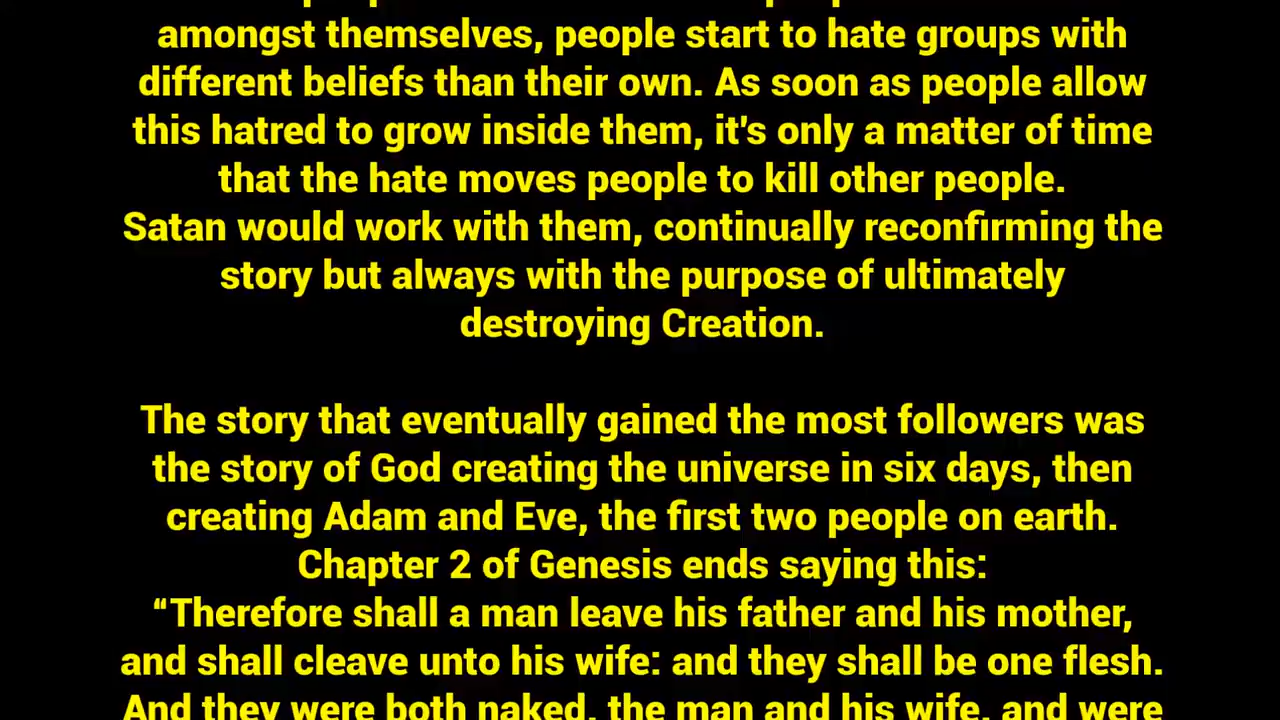 amongst themselves, people start to hate groups with
different beliefs than their own. As soon as people allow
this hatred to grow inside them, it's only a matter of time
that the hate moves people to kill other people.
Satan would work with them, continually reconfirming the
story but always with the purpose of ultimately
destroying Creation.
The story that eventually gained the most followers was
the story of God creating the universe in six days, then
creating Adam and Eve, the first two people on earth.
Chapter 2 of Genesis ends saying this:
“Therefore shall a man leave his father and his mother,
and shall cleave unto his wife: and they shall be one flesh.
And they were both naked, the man and his wife, and were